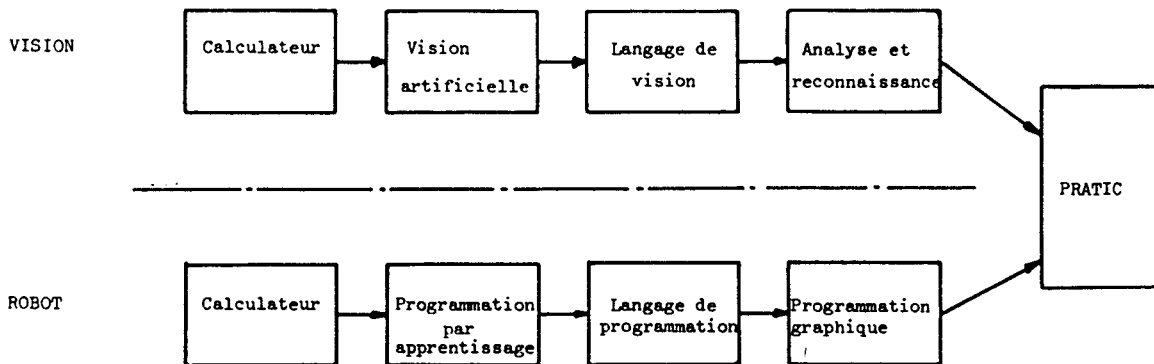 VISION
Calculateur
Vision
artificielle
Langage de
vision
Analyse et
reconnaissance
PRATIC
ROBOT
Calculateur
Programmation
par
apprentissage
Langage de
programmation
Programmation
graphique